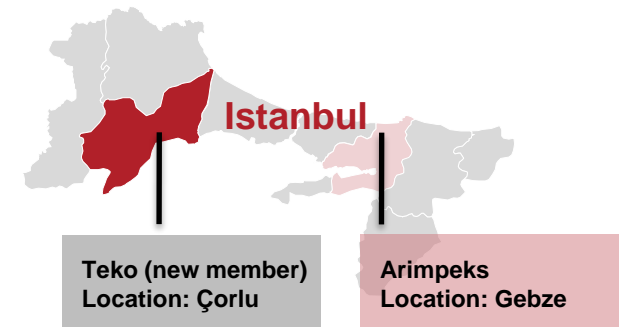 Istanbul
Teko (new member)
Location: Çorlu
Arimpeks
Location: Gebze